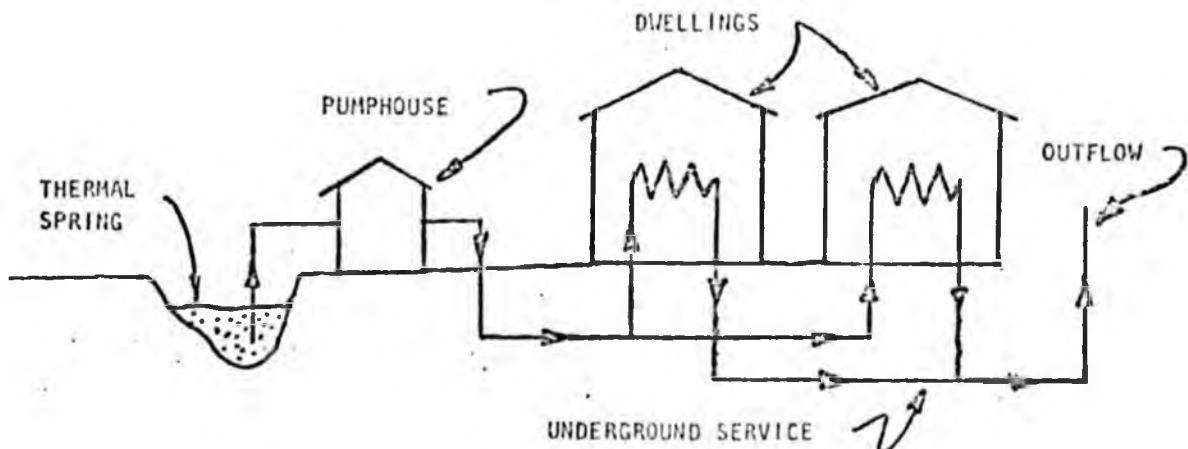 DWELLINGS
PUMPHOUSE
OUTFLOW
THERMAL
SPRING
UNDERGROUND SERVICE